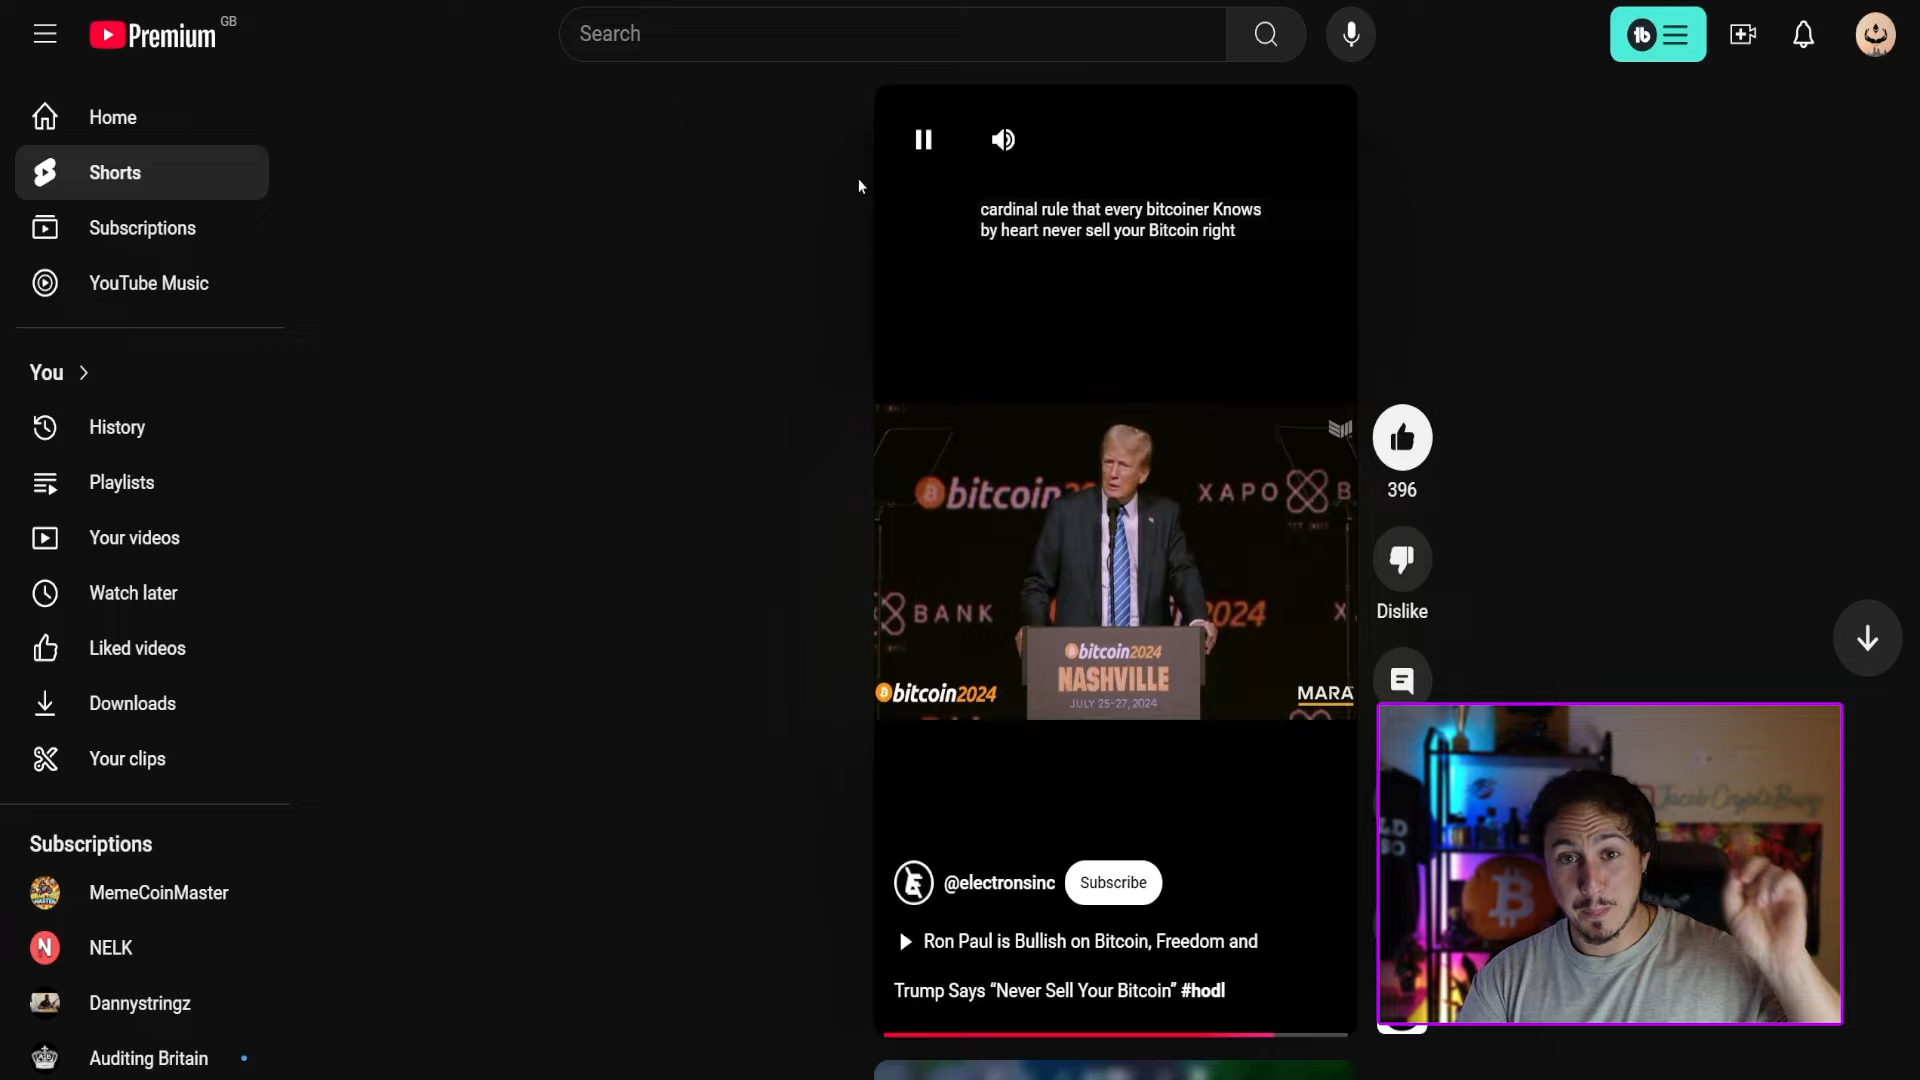 Premium GB
Search
Home
Shorts
Subscriptions
YouTube Music
You
History
Playlists
Your videos
Watch later
Liked videos
Downloads
Your clips
Subscriptions
MemeCoinMaster
NELK
Dannystringz
Auditing Britain
cardinal rule that every bitcoiner Knows
by heart never sell your Bitcoin right
bitcoin
XAPO B
BANK
2024
bitcoin2024
NASHVILLE
JULY 25-27, 2024
bitcoin2024
MARA
@electronsinc
Subscribe
Ron Paul is Bullish on Bitcoin, Freedom and
Trump Says “Never Sell Your Bitcoin” #hodl
396
Dislike
Jacob Crypto Bury